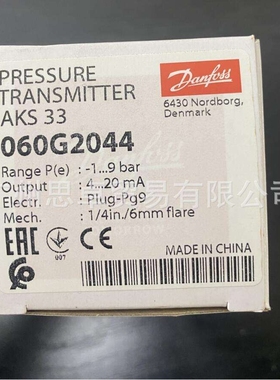 PRESSURE
TRANSMITTER
AKS 33
Danfoss
6430 Nordborg,
Denmark
060G2044
Range P(e) : -1...9 bar
Output : 4...20 mA
Electr. : Plug-Pg9
Mech. : 1/4in./6mm flare
EAC
007
MADE IN CHINA